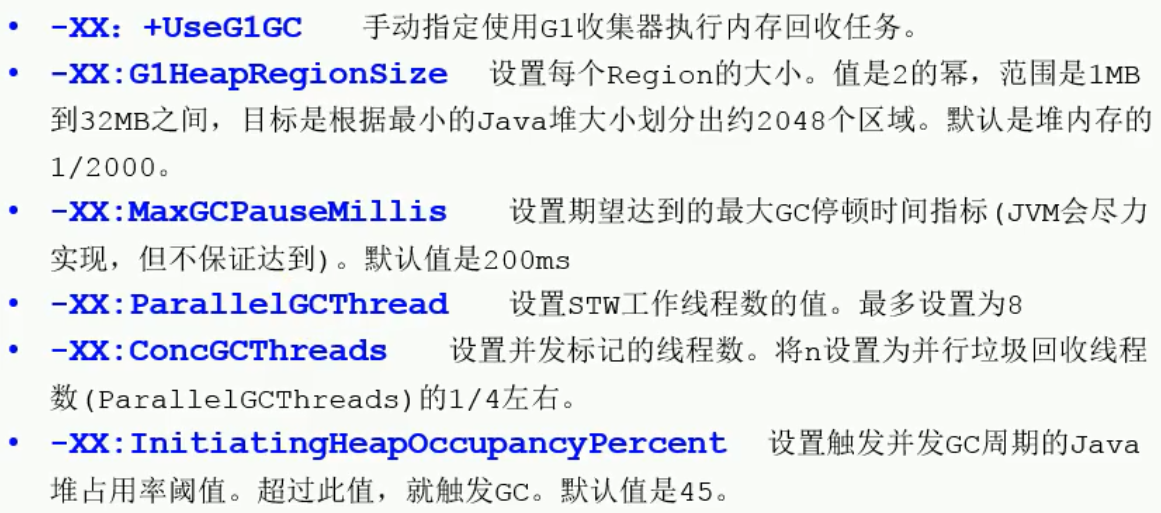 • -XX：+UseG1GC 手动指定使用G1收集器执行内存回收任务。
• -XX:G1HeapRegionSize 设置每个Region的大小。值是2的幂，范围是1MB
到32MB之间，目标是根据最小的Java堆大小划分出约2048个区域。默认是堆内存的
1/2000。
• -XX:MaxGCPauseMillis 设置期望达到的最大GC停顿时间指标(JVM会尽力
实现，但不保证达到)。默认值是200ms
• -XX:ParallelGCThread 设置STW工作线程数的值。最多设置为8
• -XX:ConcGCThreads 设置并发标记的线程数。将n设置为并行垃圾回收线程
数(ParallelGCThreads)的1/4左右。
• -XX:InitiatingHeapOccupancyPercent 设置触发并发GC周期的Java
堆占用率阈值。超过此值，就触发GC。默认值是45。